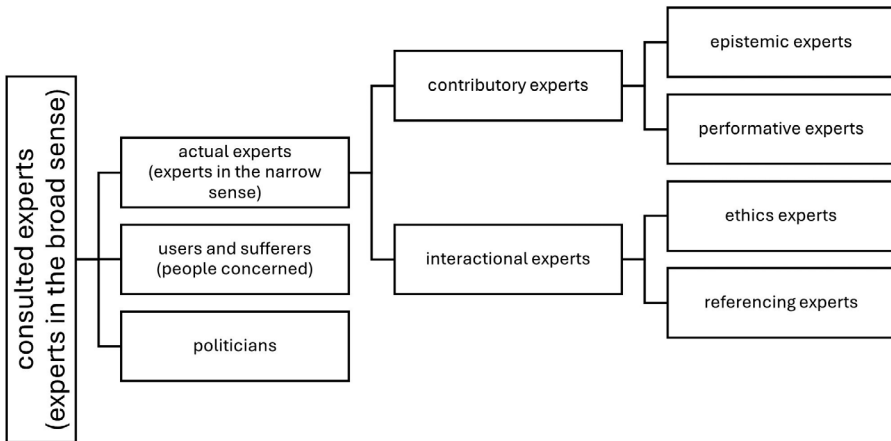 consulted experts
(experts in the broad sense)
actual experts
(experts in the narrow
sense)
users and sufferers
(people concerned)
politicians
contributory experts
interactional experts
epistemic experts
performative experts
ethics experts
referencing experts